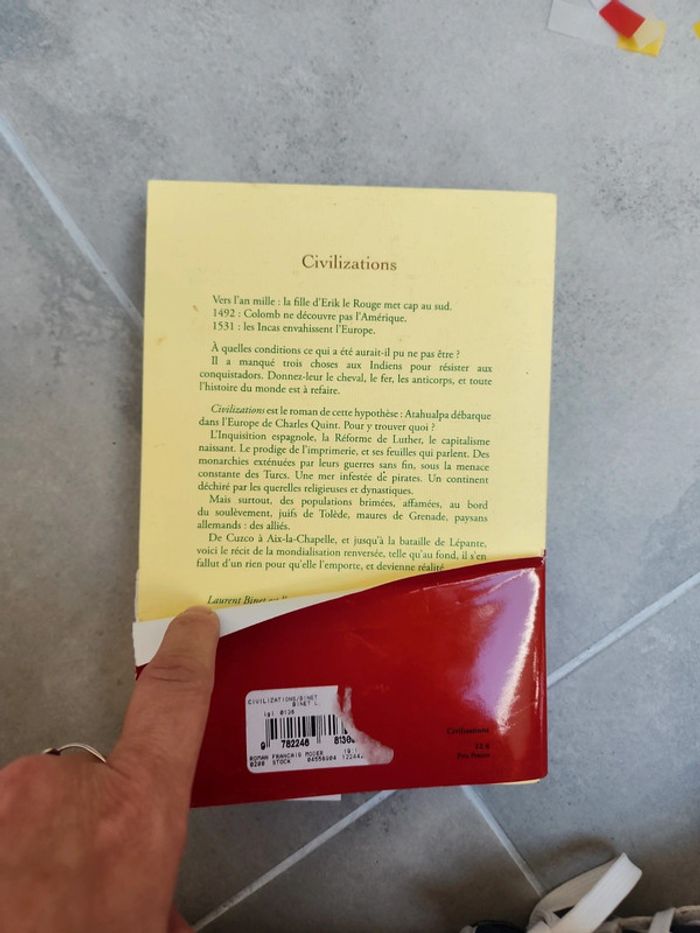 Civilizations
Vers l'an mille : la fille d'Erik le Rouge met cap au sud.
1492 : Colomb ne découvre pas l'Amérique.
1531 : les Incas envahissent l'Europe.
À quelles conditions ce qui a été aurait-il pu ne pas être ?
Il a manqué trois choses aux Indiens pour résister aux
conquistadors. Donnez-leur le cheval, le fer, les anticorps, et toute
l'histoire du monde est à refaire.
Civilizations est le roman de cette hypothèse : Atahualpa débarque
dans l'Europe de Charles Quint. Pour y trouver quoi ?
L'Inquisition espagnole, la Réforme de Luther, le capitalisme
naissant. Le prodige de l'imprimerie, et ses feuilles qui parlent. Des
monarchies exténuées par leurs guerres sans fin, sous la menace
constante des Turcs. Une mer infestée de pirates. Un continent
déchiré par les querelles religieuses et dynastiques.
Mais surtout, des populations brimées, affamées, au bord
du soulèvement, juifs de Tolède, maures de Grenade, paysans
allemands : des alliés.
De Cuzco à Aix-la-Chapelle, et jusqu'à la bataille de Lépante,
voici le récit de la mondialisation renversée, telle qu'au fond, il s'en
fallut d'un rien pour qu'elle l'emporte, et devienne réalité
Laurent Binet
CIVILIZATIONS/BINET
BINET L.
9 782246
ROMAN FRANCAIS MODER
0200 STOCK
Civilizations